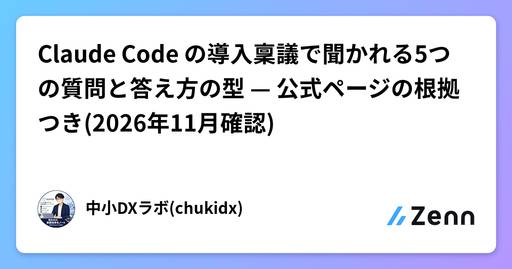 Claude Code の導入稟議で聞かれる5つ
の質問と答え方の型 — 公式ページの根拠
つき(2026年11月確認)
中小DXラボ(chukidx)
Zenn